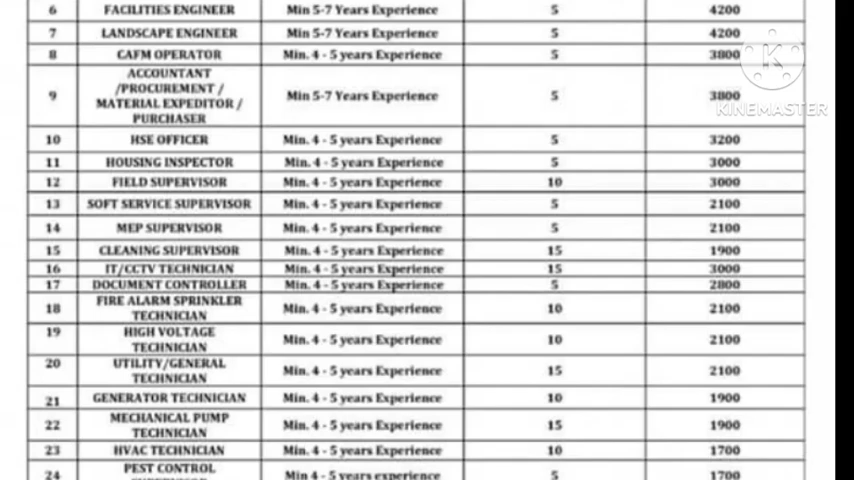 6 FACILITIES ENGINEER Min 5-7 Years Experience 5 4200
7 LANDSCAPE ENGINEER Min 5-7 Years Experience 5 4200
8 CAFM OPERATOR Min. 4 - 5 years Experience 5 3800
ACCOUNTANT
/PROCUREMENT /
9 MATERIAL EXPEDITOR / Min 5-7 Years Experience 5 3800
PURCHASER
KINEMASTER
10 HSE OFFICER Min. 4 - 5 years Experience 5 3200
11 HOUSING INSPECTOR Min. 4 - 5 years Experience 5 3000
12 FIELD SUPERVISOR Min. 4 - 5 years Experience 10 3000
13 SOFT SERVICE SUPERVISOR Min. 4 - 5 years Experience 5 2100
14 MEP SUPERVISOR Min. 4 - 5 years Experience 5 2100
15 CLEANING SUPERVISOR Min. 4 - 5 years Experience 15 1900
16 IT/CCTV TECHNICIAN Min. 4 - 5 years Experience 15 3000
17 DOCUMENT CONTROLLER Min. 4 - 5 years Experience 5 2800
18 FIRE ALARM SPRINKLER Min. 4 - 5 years Experience 10 2100
TECHNICIAN
19 HIGH VOLTAGE Min. 4 - 5 years Experience 10 2100
TECHNICIAN
20 UTILITY/GENERAL Min. 4 - 5 years Experience 15 2100
TECHNICIAN
21 GENERATOR TECHNICIAN Min. 4 - 5 years Experience 10 1900
22 MECHANICAL PUMP Min. 4 - 5 years Experience 15 1900
TECHNICIAN
23 HVAC TECHNICIAN Min. 4 - 5 years Experience 10 1700
24 PEST CONTROL Min 4 - 5 years experience 5 1700